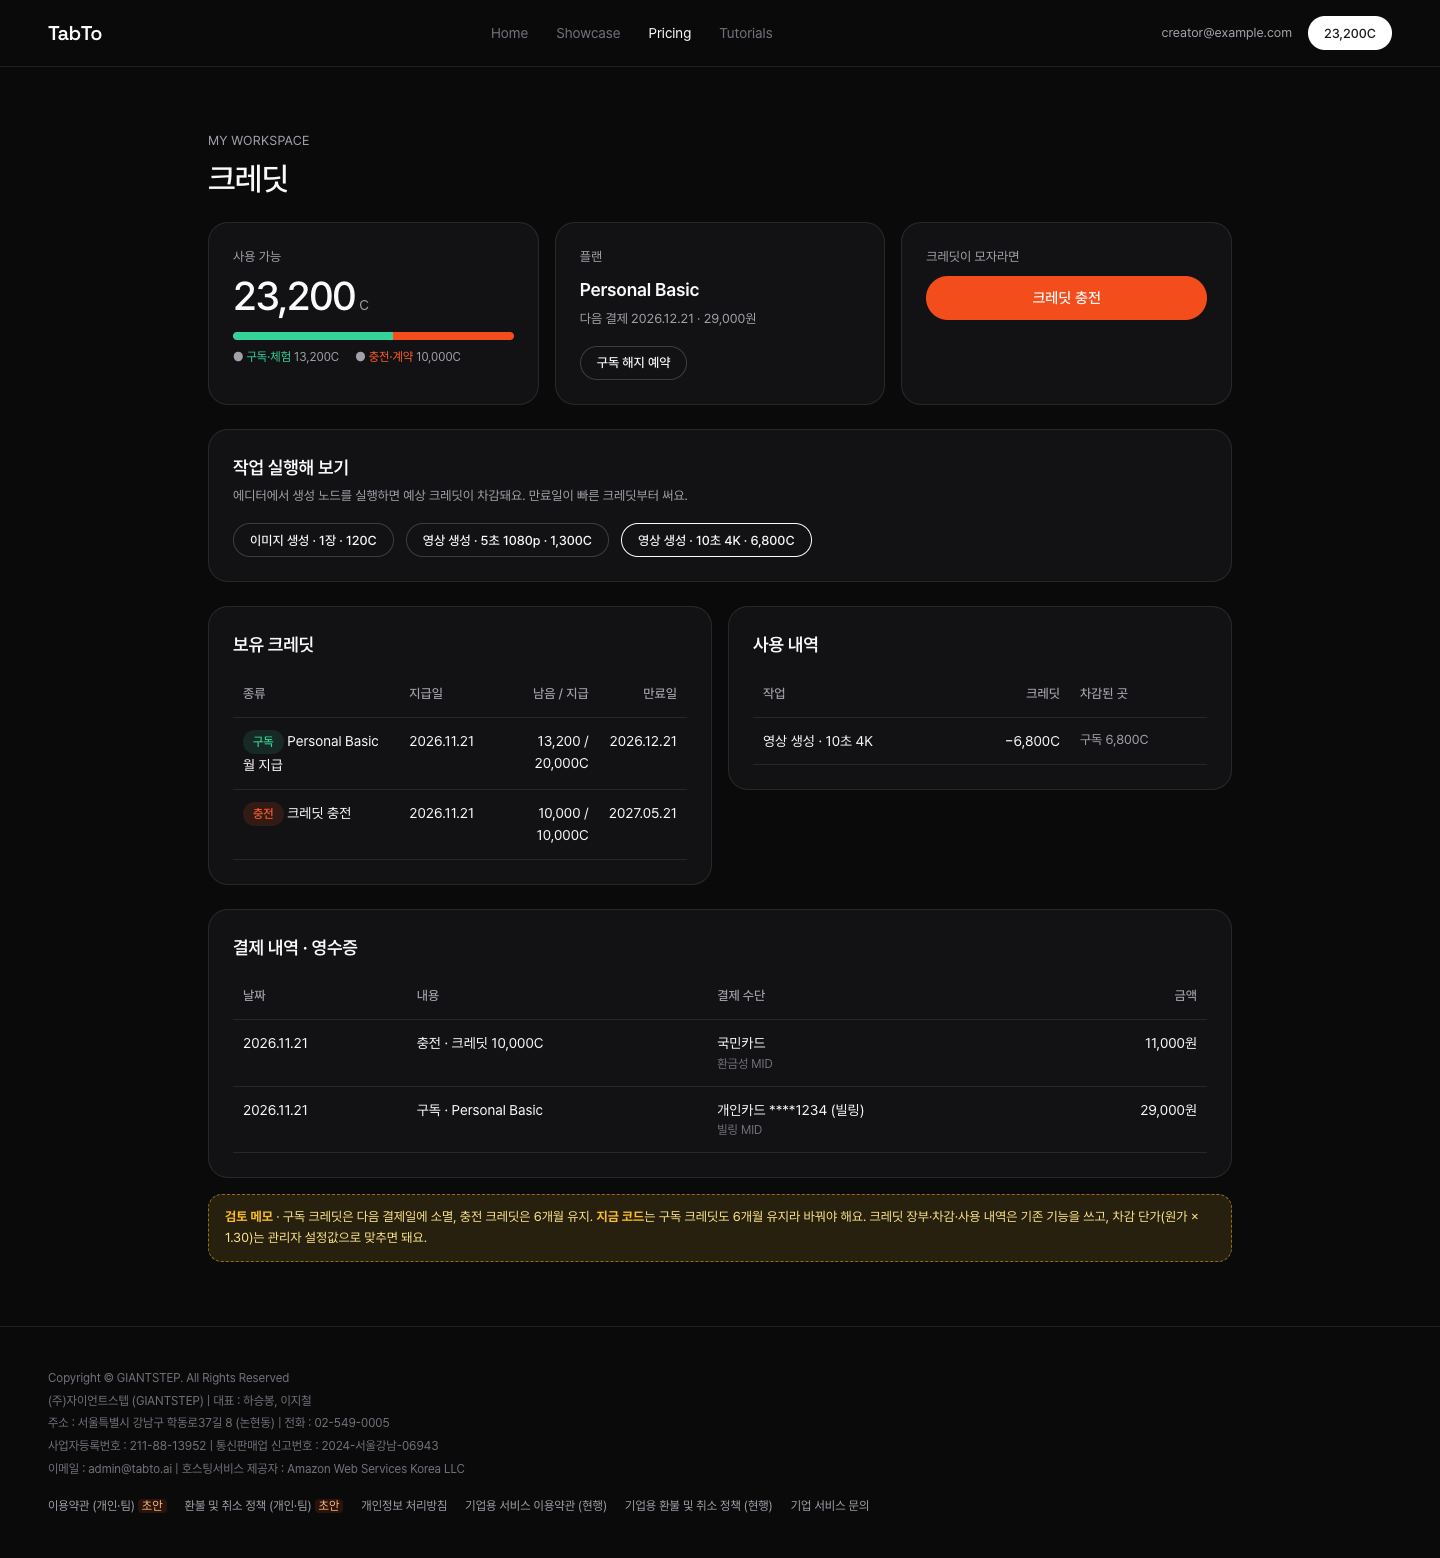 TabTo
Home Showcase Pricing Tutorials
creator@example.com 23,200C
MY WORKSPACE
크레딧
사용 가능
23,200 C
구독·체험 13,200C 충전·계약 10,000C
플랜
Personal Basic
다음 결제 2026.12.21 · 29,000원
구독 해지 예약
크레딧이 모자라면
크레딧 충전
작업 실행해 보기
에디터에서 생성 노드를 실행하면 예상 크레딧이 차감돼요. 만료일이 빠른 크레딧부터 써요.
이미지 생성 · 1장 · 120C 영상 생성 · 5초 1080p · 1,300C 영상 생성 · 10초 4K · 6,800C
보유 크레딧
종류 지급일 남음 / 지급 만료일
구독 Personal Basic 2026.11.21 13,200 / 2026.12.21
월 지급 20,000C
충전 크레딧 충전 2026.11.21 10,000 / 2027.05.21
10,000C
사용 내역
작업 크레딧 차감된 곳
영상 생성 · 10초 4K −6,800C 구독 6,800C
결제 내역 · 영수증
날짜 내용 결제 수단 금액
2026.11.21 충전 · 크레딧 10,000C 국민카드 11,000원
환금성 MID
2026.11.21 구독 · Personal Basic 개인카드 ****1234 (빌링) 29,000원
빌링 MID
검토 메모 · 구독 크레딧은 다음 결제일에 소멸, 충전 크레딧은 6개월 유지. 지금 코드는 구독 크레딧도 6개월 유지라 바꿔야 해요. 크레딧 장부·차감·사용 내역은 기존 기능을 쓰고, 차감 단가(원가 ×
1.30)는 관리자 설정값으로 맞추면 돼요.
Copyright © GIANTSTEP. All Rights Reserved
(주)자이언트스텝 (GIANTSTEP) | 대표 : 하승봉, 이지철
주소 : 서울특별시 강남구 학동로37길 8 (논현동) | 전화 : 02-549-0005
사업자등록번호 : 211-88-13952 | 통신판매업 신고번호 : 2024-서울강남-06943
이메일 : admin@tabto.ai | 호스팅서비스 제공자 : Amazon Web Services Korea LLC
이용약관 (개인·팀) 초안 환불 및 취소 정책 (개인·팀) 초안 개인정보 처리방침 기업용 서비스 이용약관 (현행) 기업용 환불 및 취소 정책 (현행) 기업 서비스 문의